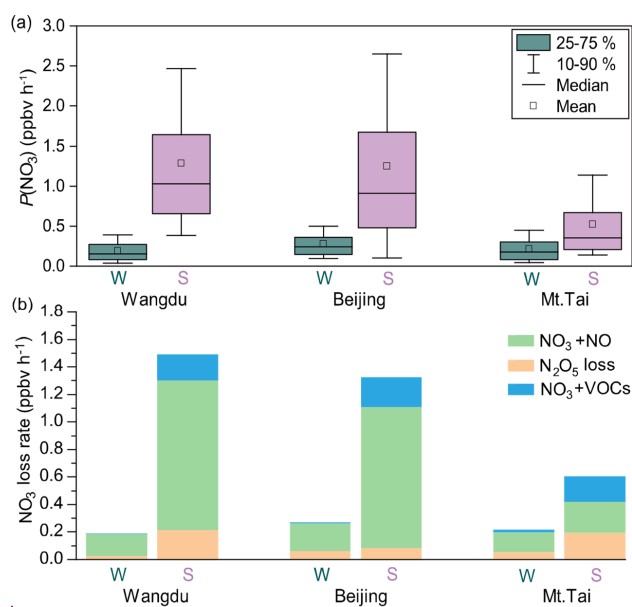 (a)
3.0
2.5
2.0
1.5
1.0
0.5
0.0
P(NO₃) (ppbv h⁻¹)
25-75 %
10-90 %
Median
Mean
W S W S W S
Wangdu Beijing Mt.Tai
(b)
1.8
1.6
1.4
1.2
1.0
0.8
0.6
0.4
0.2
0.0
NO₃ loss rate (ppbv h⁻¹)
NO₃ +NO
N₂O₅ loss
NO₃+VOCs
W S W S W S
Wangdu Beijing Mt.Tai